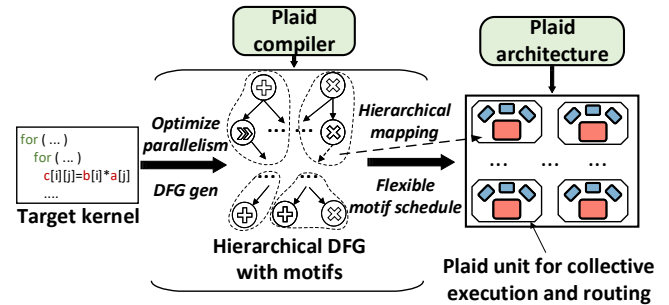 Plaid
compiler
Plaid
architecture
Optimize
parallelism
DFG gen
Hierarchical
mapping
Flexible
motif schedule
for ( ... )
for ( ... )
c[i][j]=b[i]*a[j]
....
Target kernel
Hierarchical DFG
with motifs
Plaid unit for collective
execution and routing